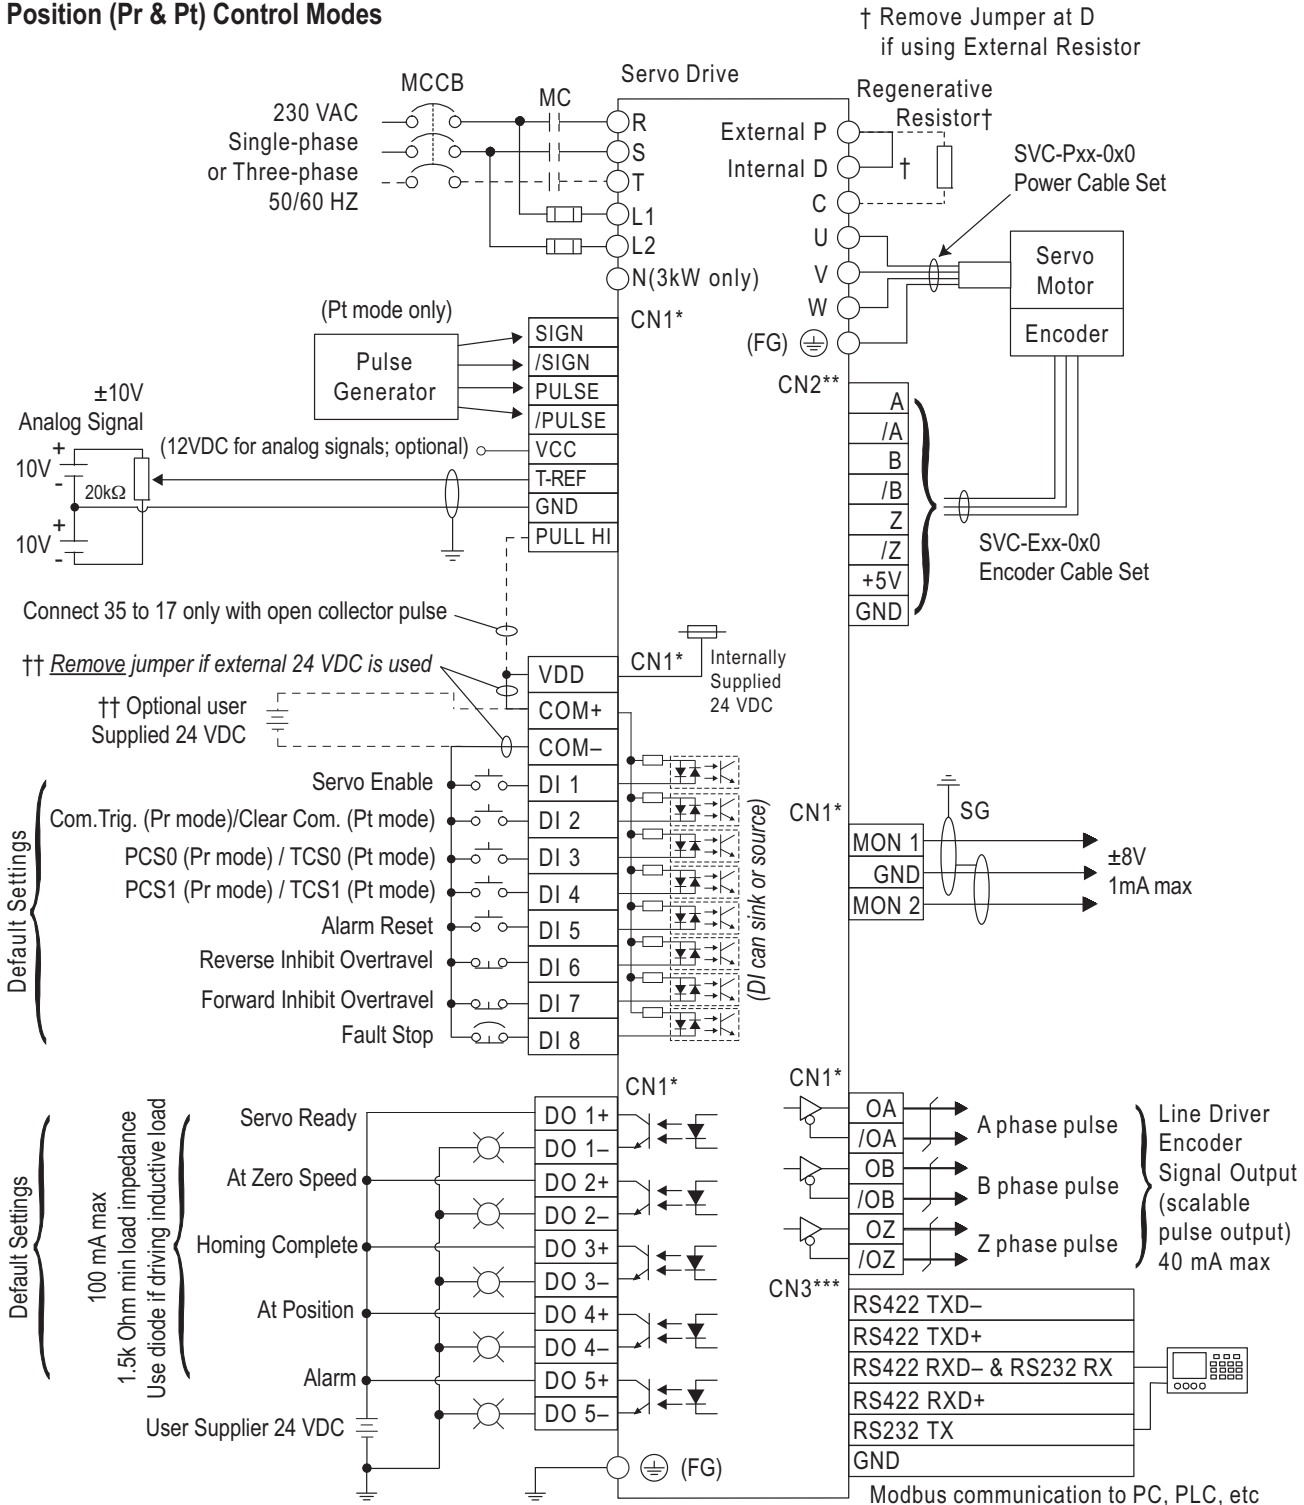 Position (Pr & Pt) Control Modes
† Remove Jumper at D
if using External Resistor
MCCB
MC
230 VAC
Single-phase
or Three-phase
50/60 HZ
Servo Drive
R
S
T
L1
L2
N(3kW only)
External P
Internal D
C
U
V
W
(FG)
Regenerative
Resistor†
†
SVC-Pxx-0x0
Power Cable Set
Servo
Motor
Encoder
(Pt mode only)
Pulse
Generator
CN1*
SIGN
/SIGN
PULSE
/PULSE
VCC
T-REF
GND
PULL HI
±10V
Analog Signal
(12VDC for analog signals; optional)
+
10V
-
20kΩ
+
10V
-
CN2**
A
/A
B
/B
Z
/Z
+5V
GND
SVC-Exx-0x0
Encoder Cable Set
Connect 35 to 17 only with open collector pulse
†† Remove jumper if external 24 VDC is used
†† Optional user
Supplied 24 VDC
CN1*
Internally
Supplied
24 VDC
VDD
COM+
COM–
DI 1
DI 2
DI 3
DI 4
DI 5
DI 6
DI 7
DI 8
Default Settings
Servo Enable
Com.Trig. (Pr mode)/Clear Com. (Pt mode)
PCS0 (Pr mode) / TCS0 (Pt mode)
PCS1 (Pr mode) / TCS1 (Pt mode)
Alarm Reset
Reverse Inhibit Overtravel
Forward Inhibit Overtravel
Fault Stop
(DI can sink or source)
CN1*
SG
MON 1
GND
MON 2
±8V
1mA max
CN1*
Default Settings
100 mA max
1.5k Ohm min load impedance
Use diode if driving inductive load
Servo Ready
At Zero Speed
Homing Complete
At Position
Alarm
User Supplier 24 VDC
DO 1+
DO 1–
DO 2+
DO 2–
DO 3+
DO 3–
DO 4+
DO 4–
DO 5+
DO 5–
(FG)
CN1*
OA
/OA
OB
/OB
OZ
/OZ
A phase pulse
B phase pulse
Z phase pulse
Line Driver
Encoder
Signal Output
(scalable
pulse output)
40 mA max
CN3***
RS422 TXD–
RS422 TXD+
RS422 RXD– & RS232 RX
RS422 RXD+
RS232 TX
GND
Modbus communication to PC, PLC, etc